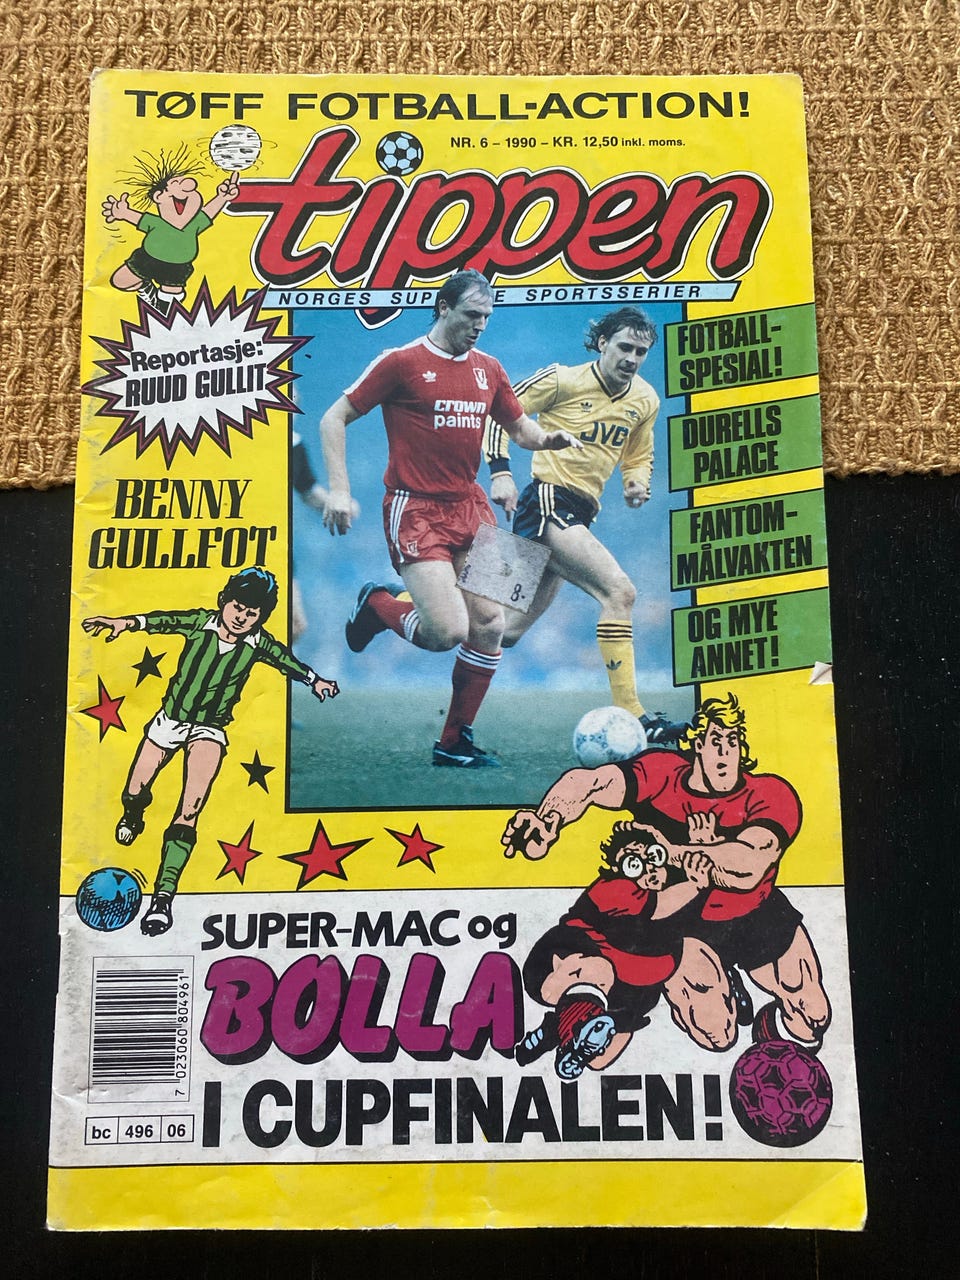 TØFF FOTBALL-ACTION!
NR. 6 – 1990 – KR. 12,50 inkl. moms.
tippen
NORGES SUP E SPORTSSERIER
Reportasje:
RUUD GULLIT
FOTBALL-
SPESIAL!
DURELLS
PALACE
FANTOM-
MÅLVAKTEN
OG MYE
ANNET!
BENNY
GULLFOT
crown
paints
JVC
8.-
SUPER-MAC og
BOLLA
I CUPFINALEN!
7 023060 804961
bc 496 06